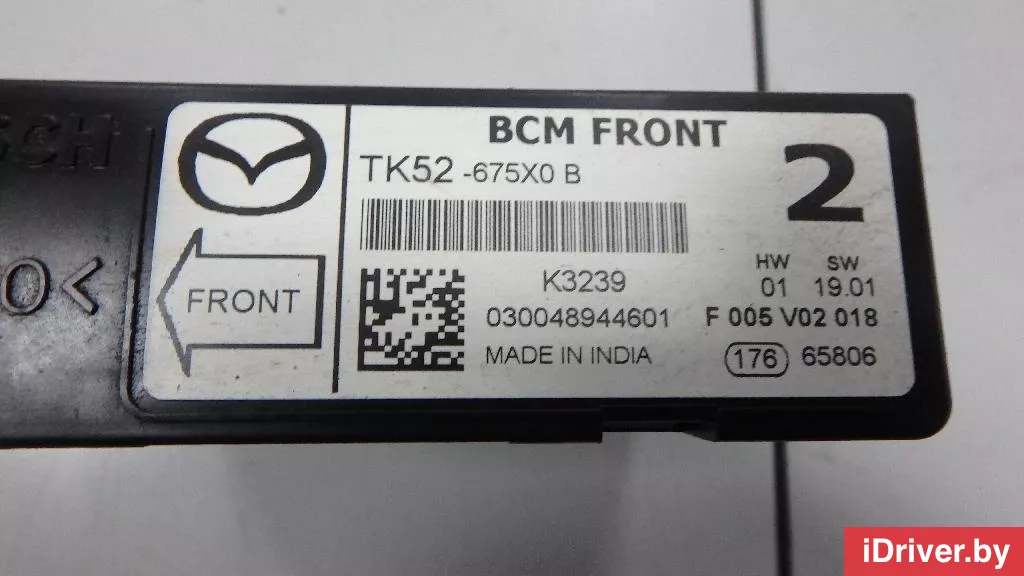 BCM FRONT
TK52 -675X0 B
2
FRONT
K3239
HW SW
01 19.01
030048944601
F 005 V02 018
MADE IN INDIA
176 65806
iDriver.by